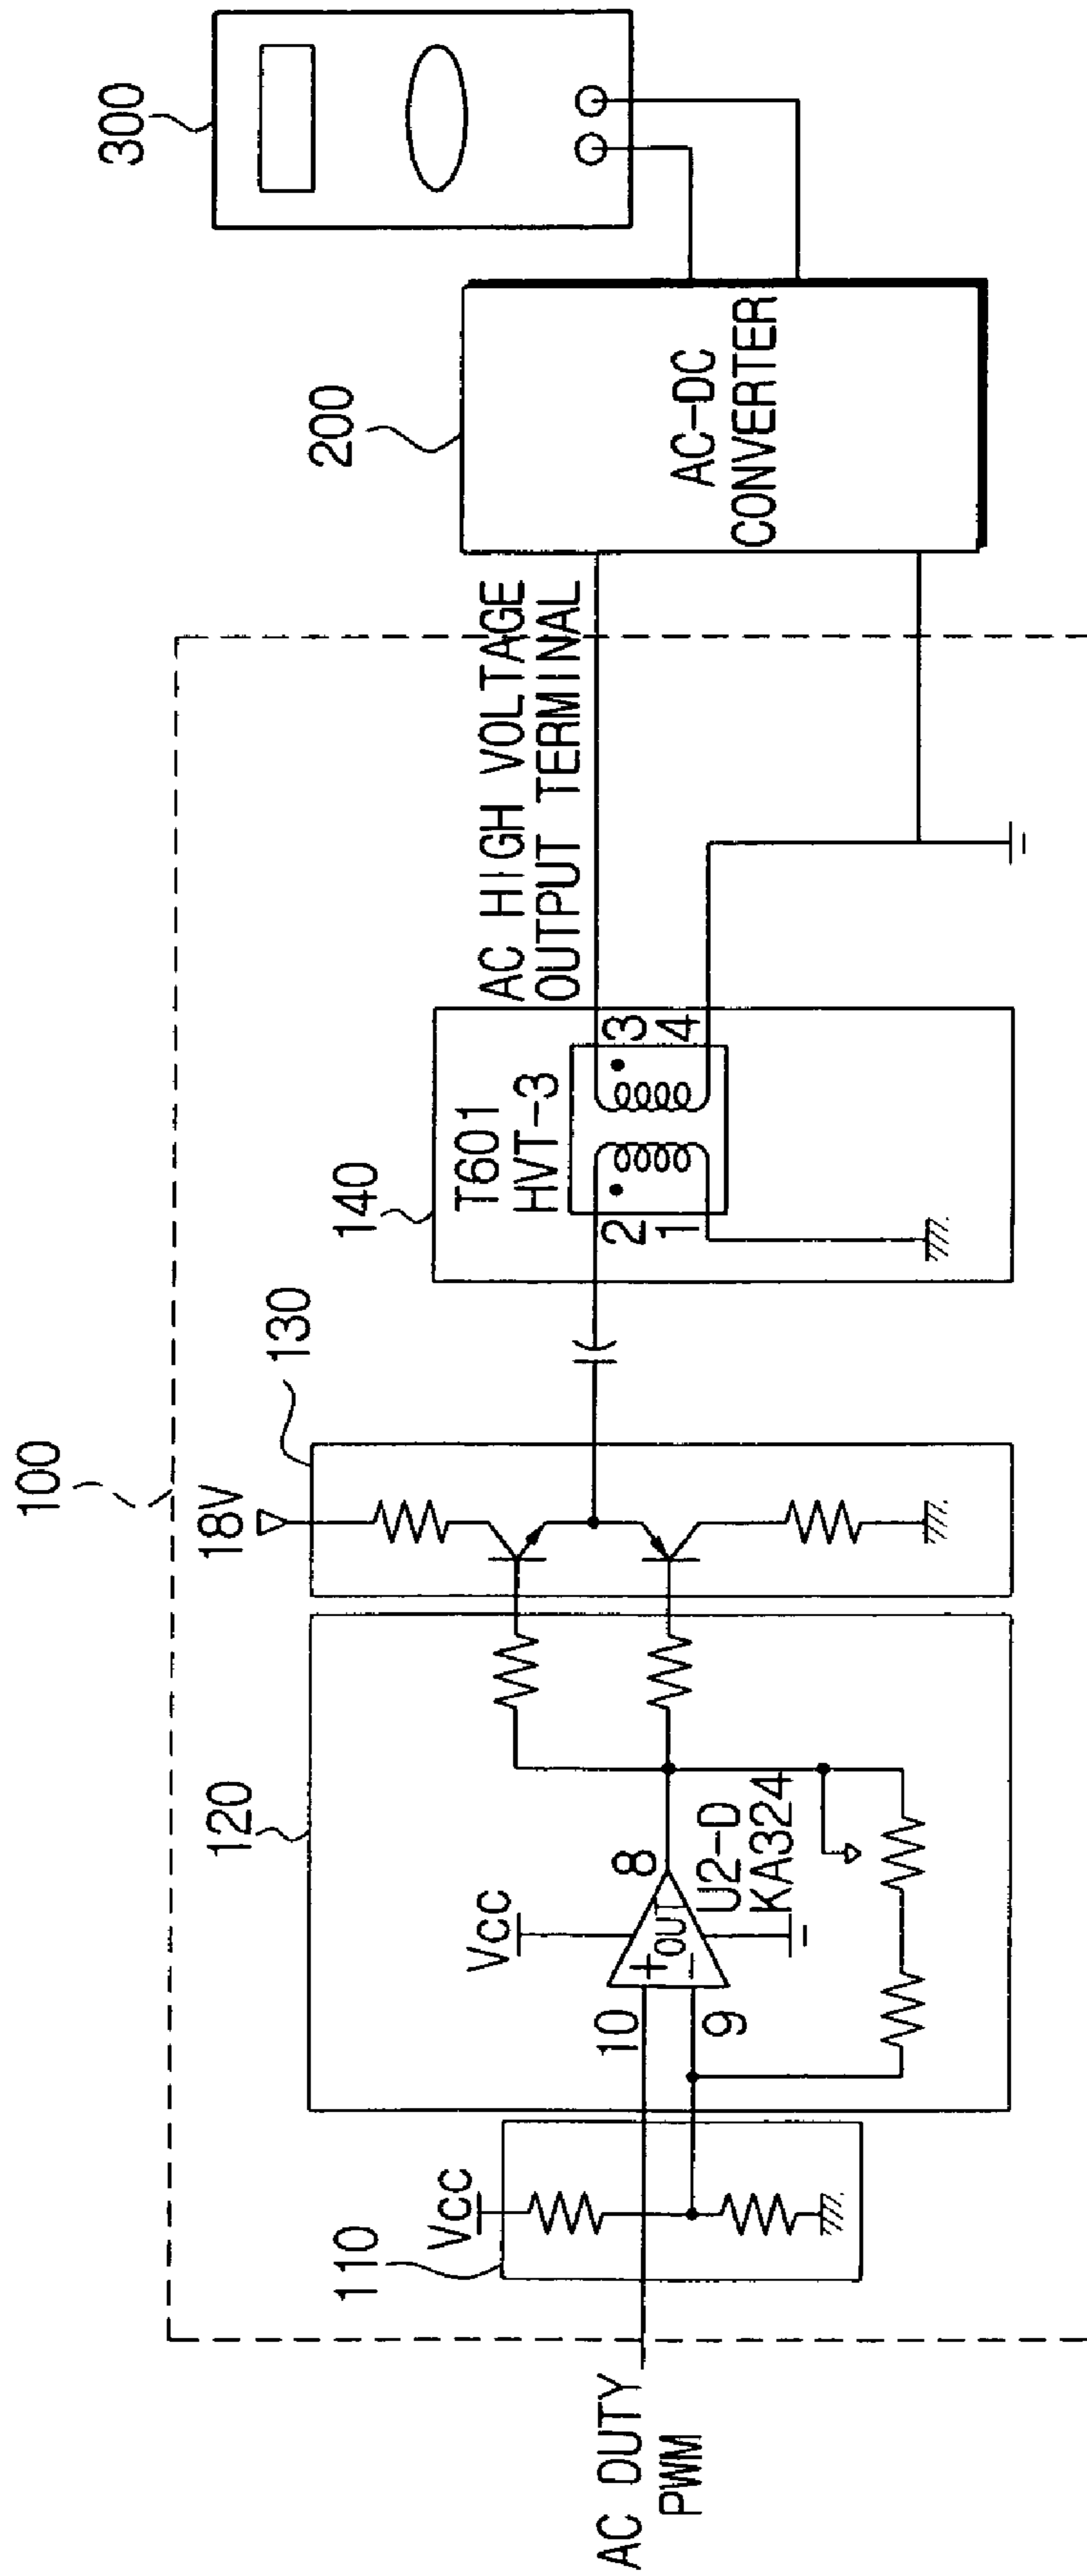 100
300
200
140
130
120
110
18V
AC HIGH VOLTAGE
OUTPUT TERMINAL
AC-DC
CONVERTER
T601
HVT-3
2
3
1
4
Vcc
Vcc
10
9
8
+
OUT
−
U2-D
KA324
AC DUTY
PWM